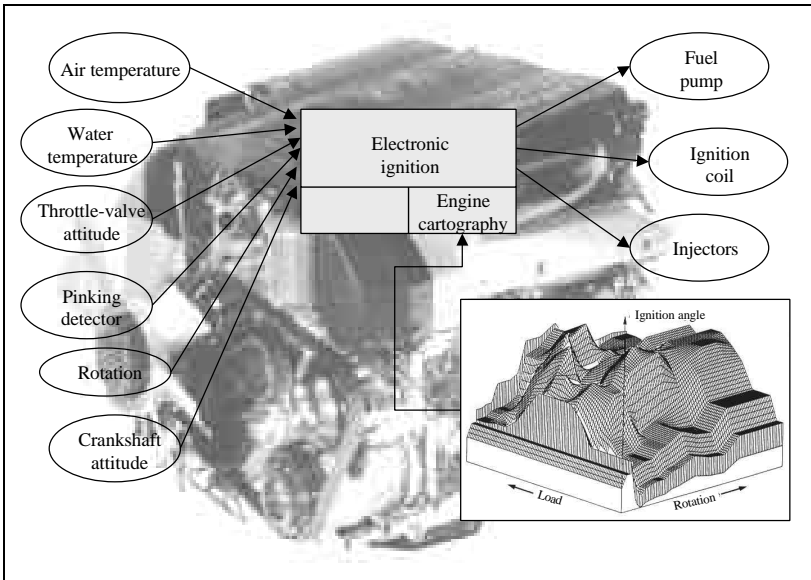 Air temperature
Water
temperature
Throttle-valve
attitude
Pinking
detector
Rotation
Crankshaft
attitude
Electronic
ignition
Engine
cartography
Fuel
pump
Ignition
coil
Injectors
Ignition angle
Load
Rotation